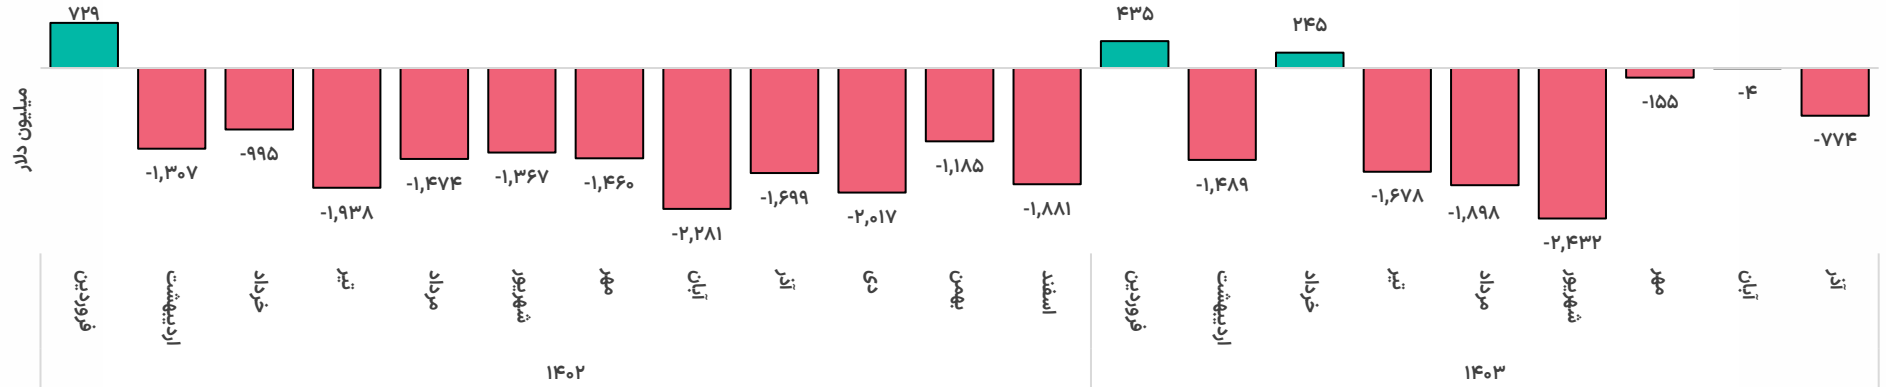 میلیون دلار
۷۲۹
-۱,۳۰۷
-۹۹۵
-۱,۹۳۸
-۱,۴۷۴
-۱,۳۶۷
-۱,۴۶۰
-۲,۲۸۱
-۱,۶۹۹
-۲,۰۱۷
-۱,۱۸۵
-۱,۸۸۱
۴۳۵
-۱,۴۸۹
۲۴۵
-۱,۶۷۸
-۱,۸۹۸
-۲,۴۳۲
-۱۵۵
-۴
-۷۷۴
فروردین
اردیبهشت
خرداد
تیر
مرداد
شهریور
مهر
آبان
آذر
دی
بهمن
اسفند
فروردین
اردیبهشت
خرداد
تیر
مرداد
شهریور
مهر
آبان
آذر
۱۴۰۲
۱۴۰۳